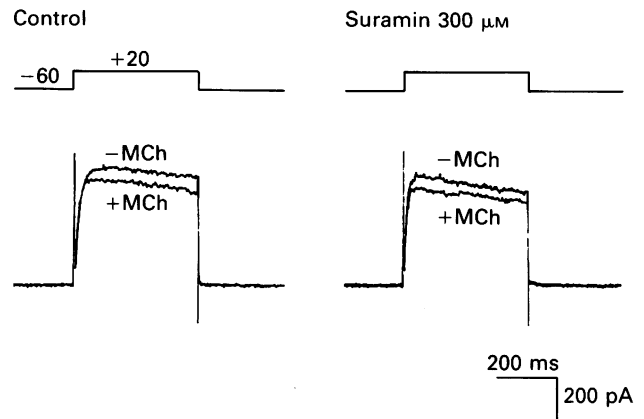 Control
Suramin 300 μM
−60
+20
−MCh
+MCh
−MCh
+MCh
200 ms
200 pA